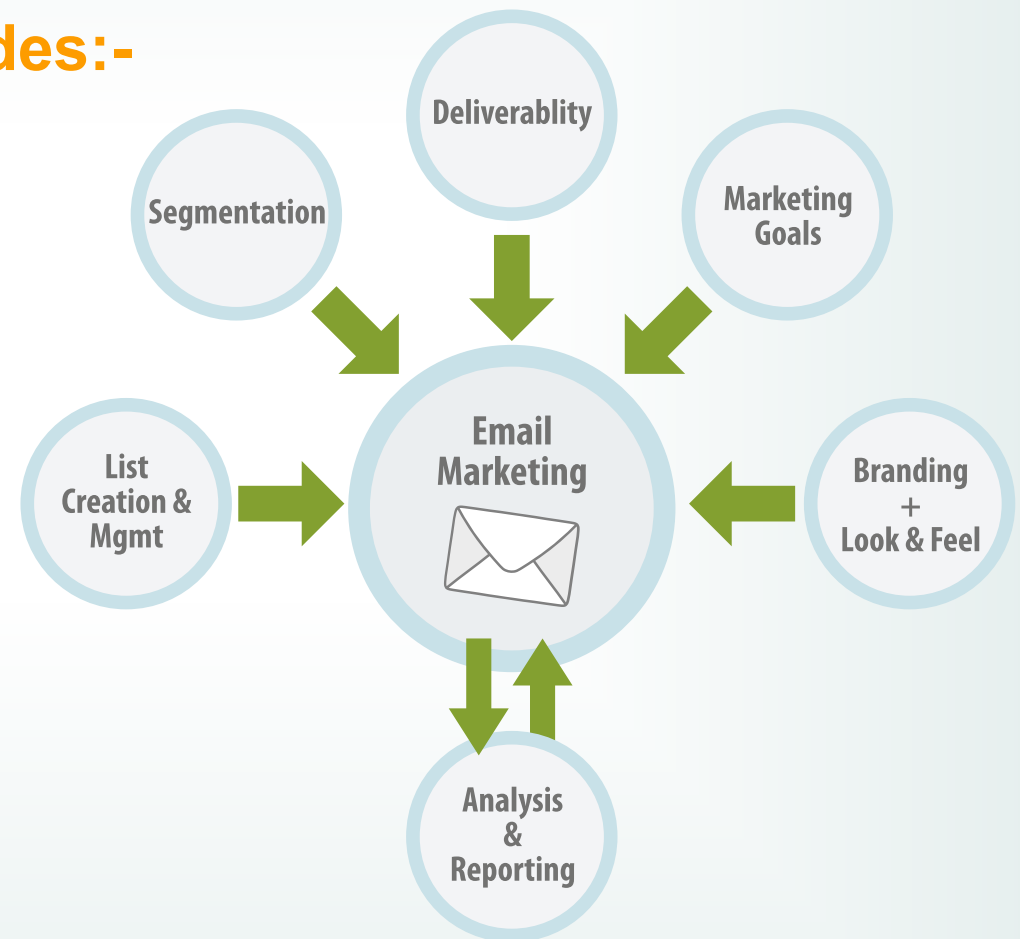 des:-
Deliverablity
Segmentation
Marketing
Goals
List
Creation &
Mgmt
Email
Marketing
Branding
+
Look & Feel
Analysis
&
Reporting